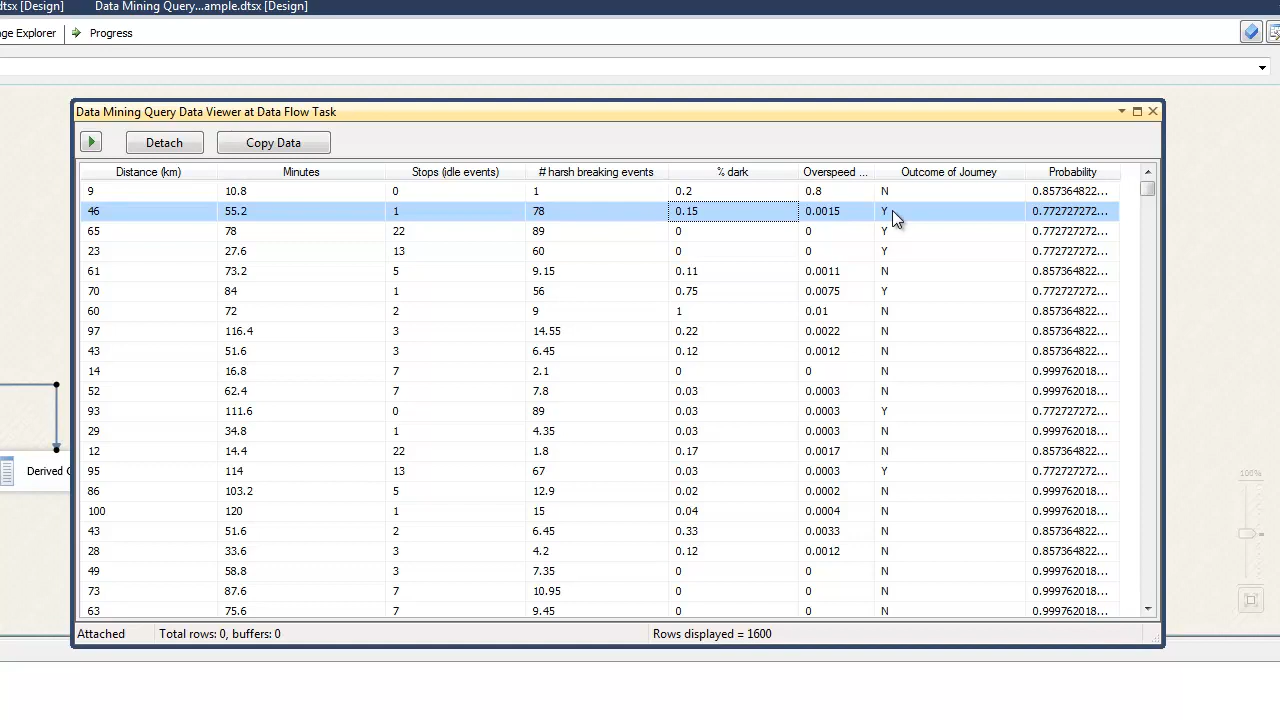 dtsx [Design] Data Mining Query...ample.dtsx [Design]
ge Explorer Progress
Data Mining Query Data Viewer at Data Flow Task
Detach Copy Data
Distance (km) Minutes Stops (idle events) # harsh breaking events % dark Overspeed ... Outcome of Journey Probability
9 10.8 0 1 0.2 0.8 N 0.857364822...
46 55.2 1 78 0.15 0.0015 Y 0.772727272...
65 78 22 89 0 0 Y 0.772727272...
23 27.6 13 60 0 0 Y 0.772727272...
61 73.2 5 9.15 0.11 0.0011 N 0.857364822...
70 84 1 56 0.75 0.0075 Y 0.772727272...
60 72 2 9 1 0.01 N 0.857364822...
97 116.4 3 14.55 0.22 0.0022 N 0.857364822...
43 51.6 3 6.45 0.12 0.0012 N 0.857364822...
14 16.8 7 2.1 0 0 N 0.999762018...
52 62.4 7 7.8 0.03 0.0003 N 0.999762018...
93 111.6 0 89 0.03 0.0003 Y 0.772727272...
29 34.8 1 4.35 0.03 0.0003 N 0.999762018...
12 14.4 22 1.8 0.17 0.0017 N 0.857364822...
95 114 13 67 0.03 0.0003 Y 0.772727272...
86 103.2 5 12.9 0.02 0.0002 N 0.999762018...
100 120 1 15 0.04 0.0004 N 0.999762018...
43 51.6 2 6.45 0.33 0.0033 N 0.857364822...
28 33.6 3 4.2 0.12 0.0012 N 0.857364822...
49 58.8 3 7.35 0 0 N 0.999762018...
73 87.6 7 10.95 0 0 N 0.999762018...
63 75.6 7 9.45 0 0 N 0.999762018...
Derived C
100%
Attached Total rows: 0, buffers: 0 Rows displayed = 1600